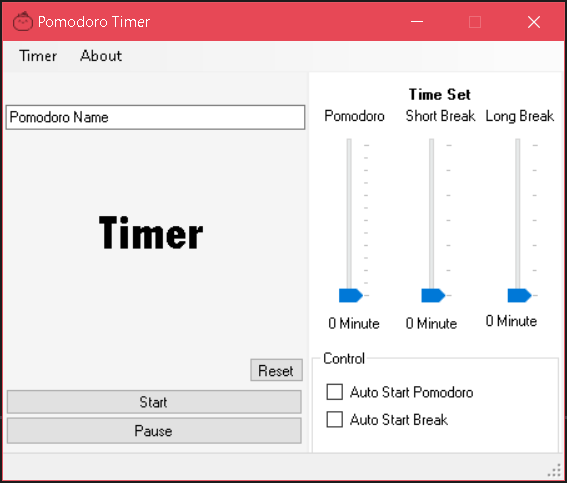 Pomodoro Timer
Timer About
Pomodoro Name
Timer
Reset
Start
Pause
Time Set
Pomodoro Short Break Long Break
0 Minute 0 Minute 0 Minute
Control
Auto Start Pomodoro
Auto Start Break